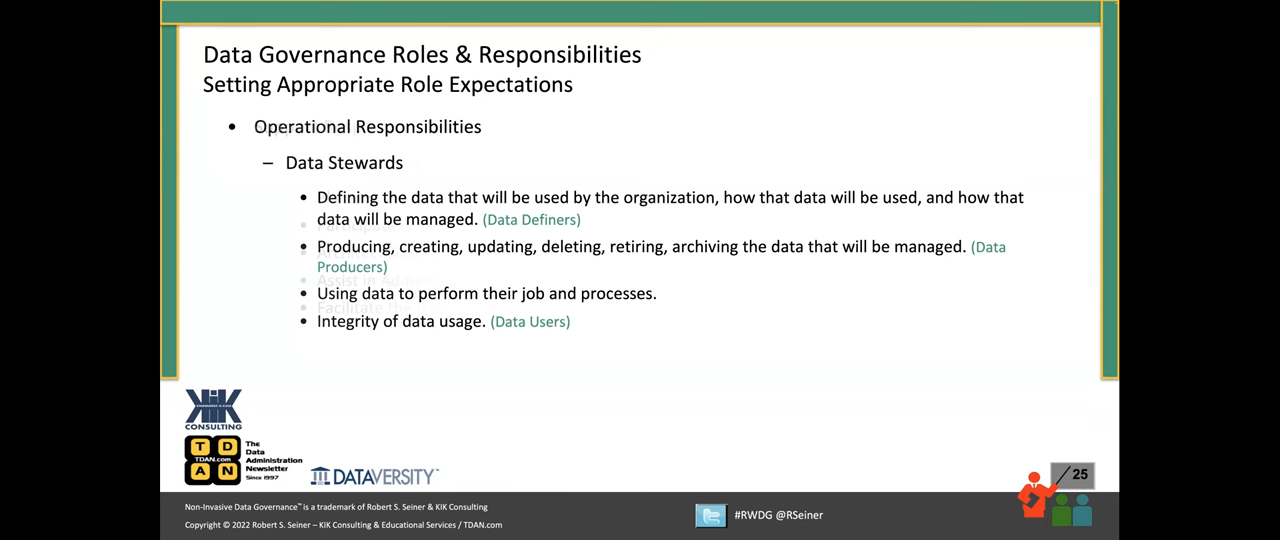 Data Governance Roles & Responsibilities
Setting Appropriate Role Expectations
• Operational Responsibilities
– Data Stewards
• Defining the data that will be used by the organization, how that data will be used, and how that
data will be managed. (Data Definers)
• Producing, creating, updating, deleting, retiring, archiving the data that will be managed. (Data
Producers)
• Using data to perform their job and processes.
• Integrity of data usage. (Data Users)
KIK
CONSULTING
T D
TDAN.com
A N
The
Data
Administration
Newsletter
Since 1997
DATAVERSITY™
/ 25
Non-Invasive Data Governance™ is a trademark of Robert S. Seiner & KIK Consulting
Copyright © 2022 Robert S. Seiner – KIK Consulting & Educational Services / TDAN.com
#RWDG @RSeiner